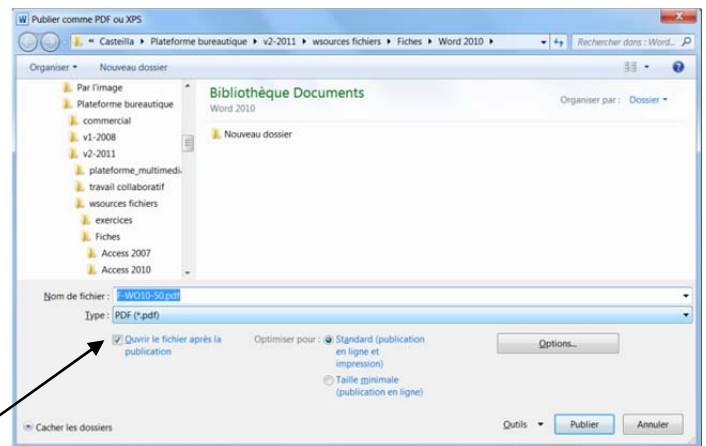 Publier comme PDF ou XPS
« Casteilla ▸ Plateforme bureautique ▸ v2-2011 ▸ wsources fichiers ▸ Fiches ▸ Word 2010 ▸
Rechercher dans : Word...
Organiser
Nouveau dossier
Par l'image
Plateforme bureautique
commercial
v1-2008
v2-2011
plateforme_multimedi
travail collaboratif
wsources fichiers
exercices
Fiches
Access 2007
Access 2010
Bibliothèque Documents
Word 2010
Organiser par : Dossier
Nouveau dossier
Nom de fichier : F-WO10-50.pdf
Type : PDF (*.pdf)
Ouvrir le fichier après la
publication
Optimiser pour :
Standard (publication
en ligne et
impression)
Taille minimale
(publication en ligne)
Options...
Cacher les dossiers
Outils
Publier
Annuler